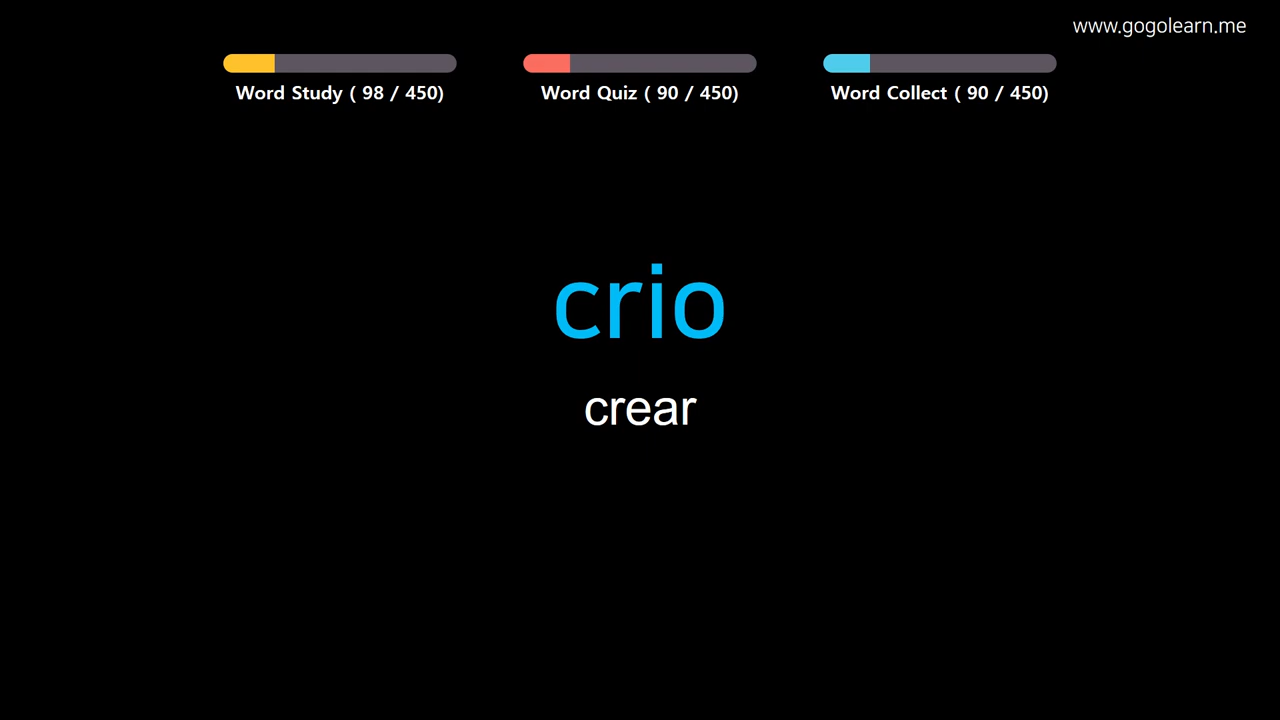 www.gogolearn.me
Word Study ( 98 / 450)
Word Quiz ( 90 / 450)
Word Collect ( 90 / 450)
crio
crear